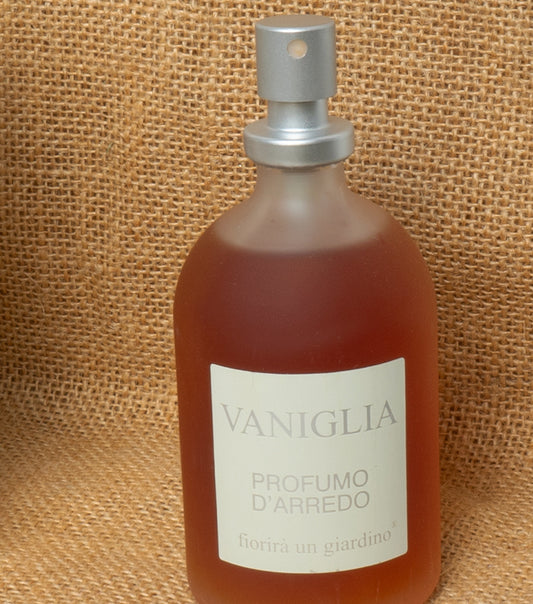 VANIGLIA
PROFUMO
D'ARREDO
fiorirà un giardino®